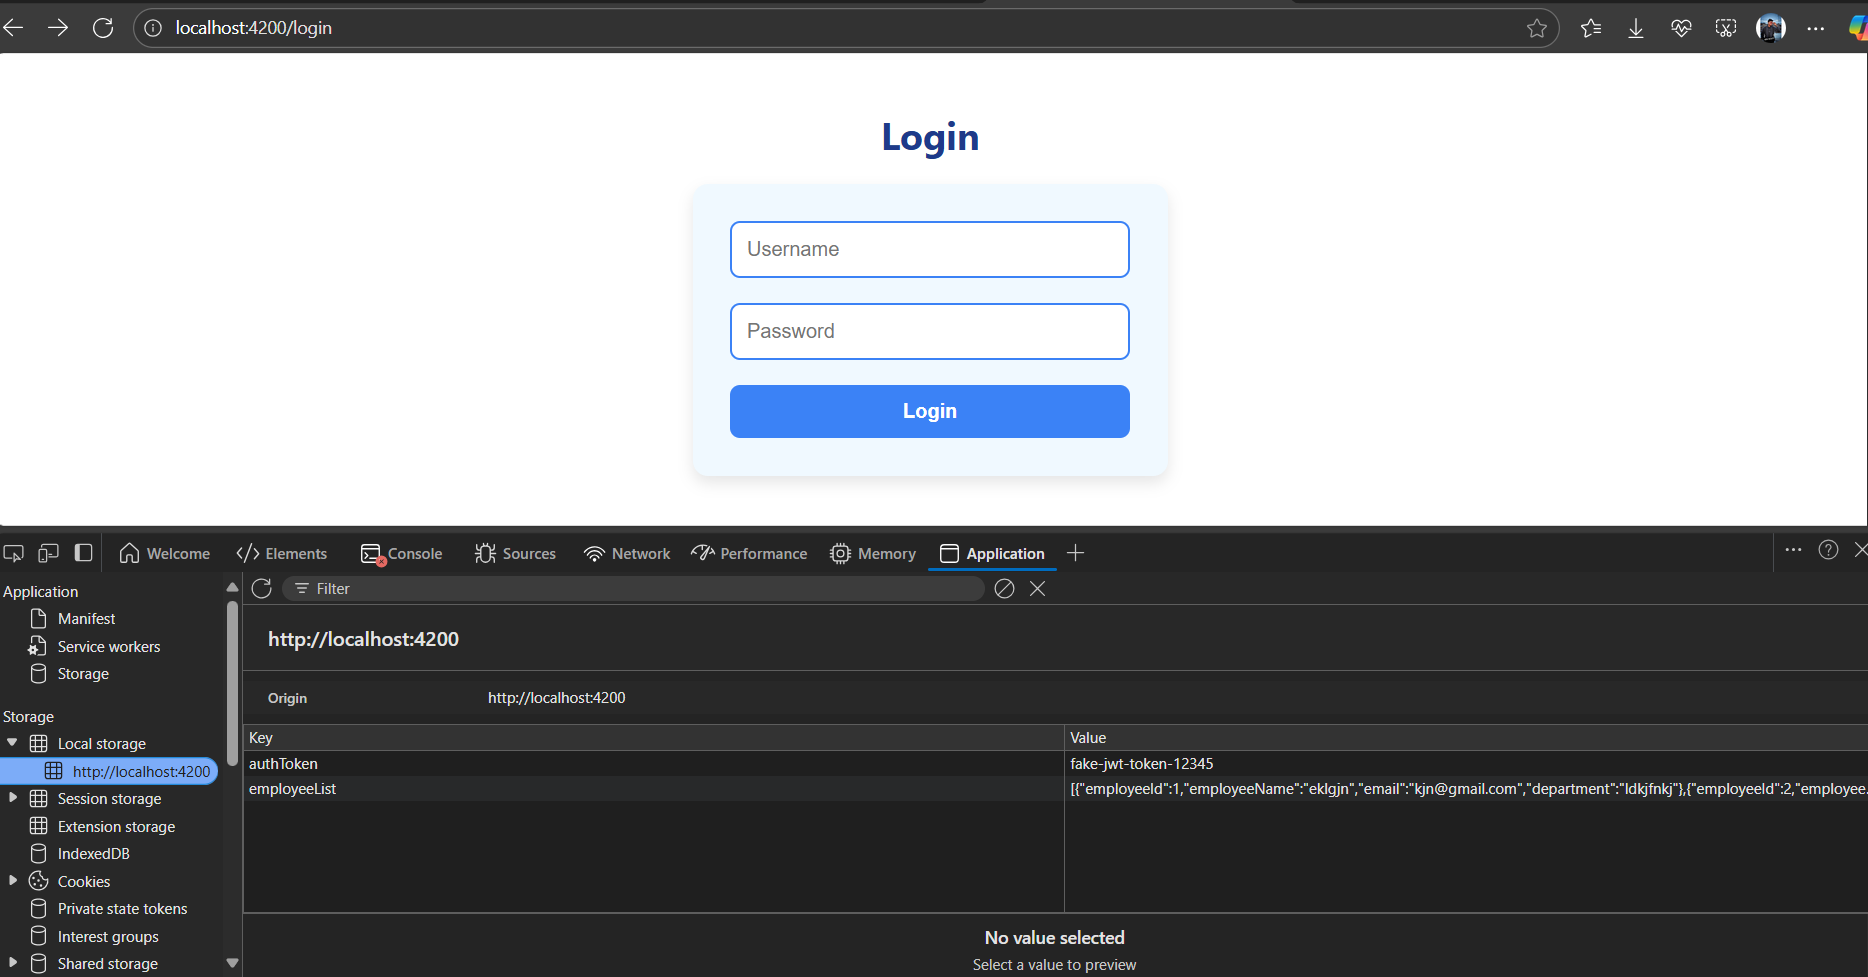 localhost:4200/login
Login
Username
Password
Login
Welcome
Elements
Console
Sources
Network
Performance
Memory
Application
Application
Manifest
Service workers
Storage
Storage
Local storage
http://localhost:4200
Session storage
Extension storage
IndexedDB
Cookies
Private state tokens
Interest groups
Shared storage
Filter
http://localhost:4200
Origin http://localhost:4200
Key Value
authToken fake-jwt-token-12345
employeeList [{"employeeId":1,"employeeName":"eklgjn","email":"kjn@gmail.com","department":"ldkjfnkj"},{"employeeId":2,"employee...
No value selected
Select a value to preview